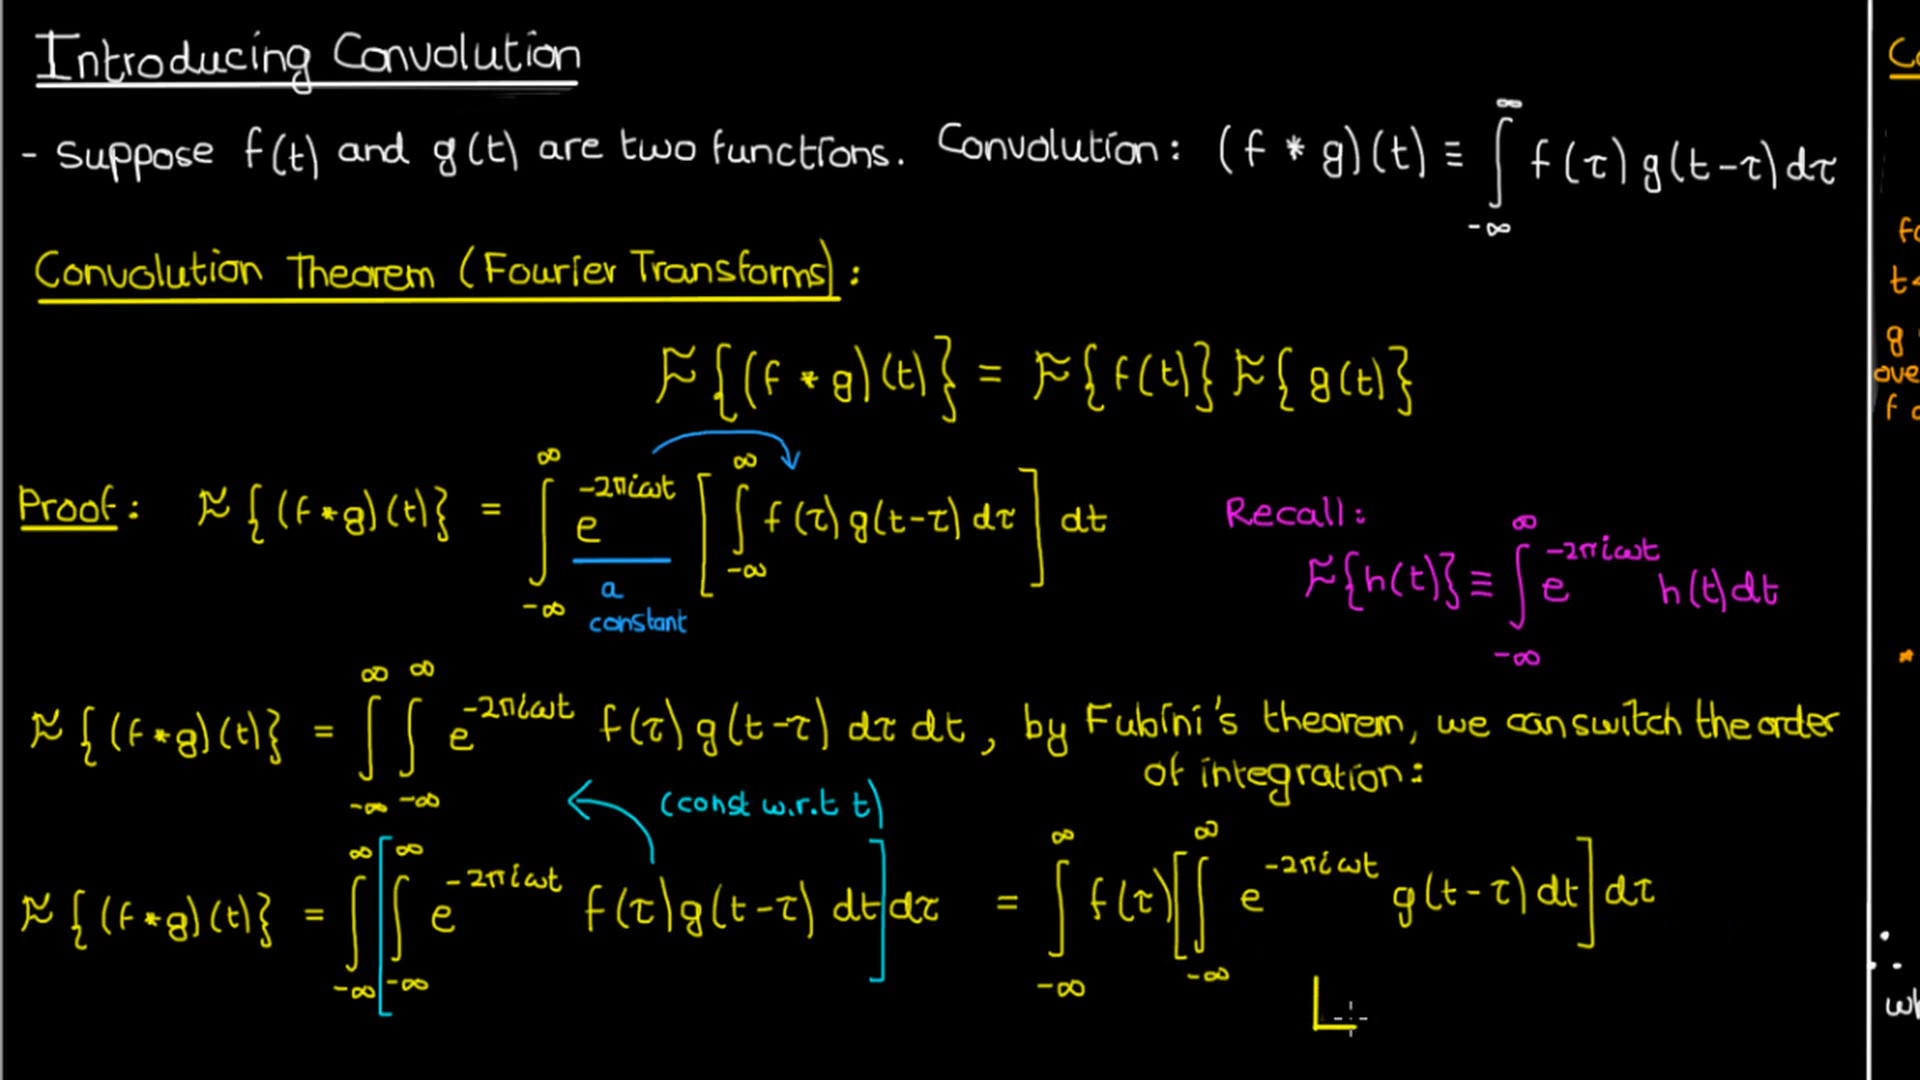 Introducing Convolution
- Suppose f(t) and g(t) are two functions. Convolution: (f * g)(t) ≡ ∫_{-∞}^{∞} f(τ) g(t-τ) dτ
Convolution Theorem (Fourier Transforms):
F{(f * g)(t)} = F{f(t)} F{g(t)}
Proof: F{(f * g)(t)} = ∫_{-∞}^{∞} e^{-2πiωt} [∫_{-∞}^{∞} f(τ) g(t-τ) dτ] dt
a
constant
Recall:
F{h(t)} ≡ ∫_{-∞}^{∞} e^{-2πiωt} h(t) dt
F{(f * g)(t)} = ∫_{-∞}^{∞} ∫_{-∞}^{∞} e^{-2πiωt} f(τ) g(t-τ) dτ dt, by Fubini's theorem, we can switch the order
of integration:
(const w.r.t t)
F{(f * g)(t)} = ∫_{-∞}^{∞} [∫_{-∞}^{∞} e^{-2πiωt} f(τ) g(t-τ) dt] dτ = ∫_{-∞}^{∞} f(τ) [∫_{-∞}^{∞} e^{-2πiωt} g(t-τ) dt] dτ